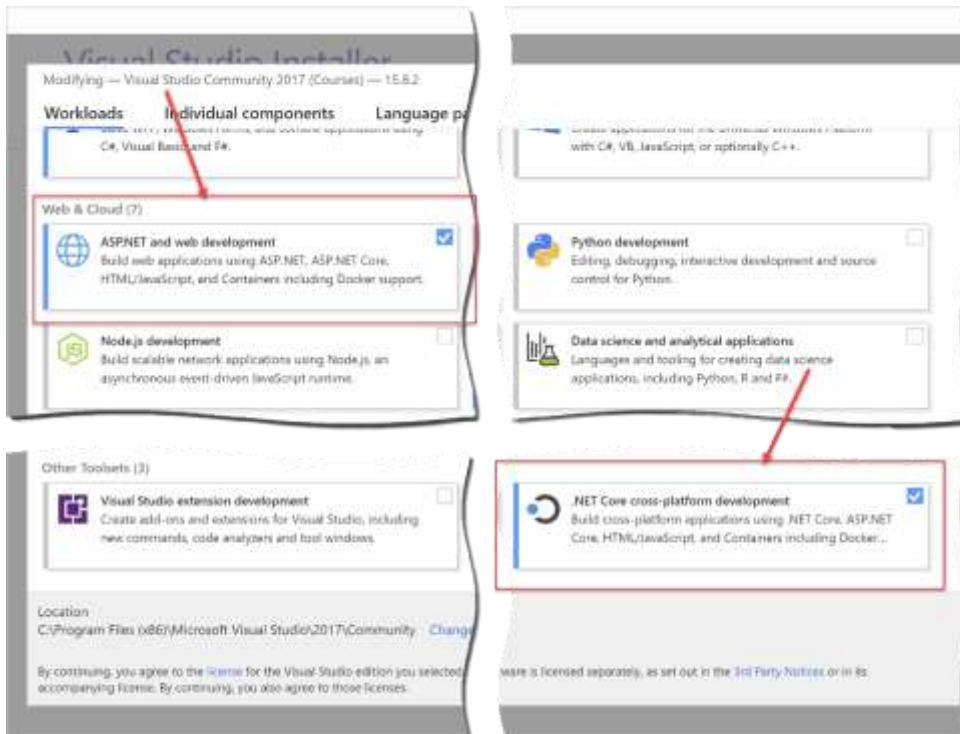 Visual Studio Installer
Modifying — Visual Studio Community 2017 (Courses) — 15.8.2
Workloads Individual components Language pa
C#, Visual Basic and F#.
with C#, VB, JavaScript, or optionally C++.
Web & Cloud (7)
ASP.NET and web development
Build web applications using ASP.NET, ASP.NET Core,
HTML/JavaScript, and Containers including Docker support.
Python development
Editing, debugging, interactive development and source
control for Python.
Node.js development
Build scalable network applications using Node.js, an
asynchronous event-driven JavaScript runtime.
Data science and analytical applications
Languages and tooling for creating data science
applications, including Python, R and F#.
Other Toolsets (3)
Visual Studio extension development
Create add-ons and extensions for Visual Studio, including
new commands, code analyzers and tool windows.
.NET Core cross-platform development
Build cross-platform applications using .NET Core, ASP.NET
Core, HTML/JavaScript, and Containers including Docker...
Location
C:\Program Files (x86)\Microsoft Visual Studio\2017\Community Change
By continuing, you agree to the license for the Visual Studio edition you selected ware is licensed separately, as set out in the 3rd Party Notices or in its
accompanying license. By continuing, you also agree to those licenses.